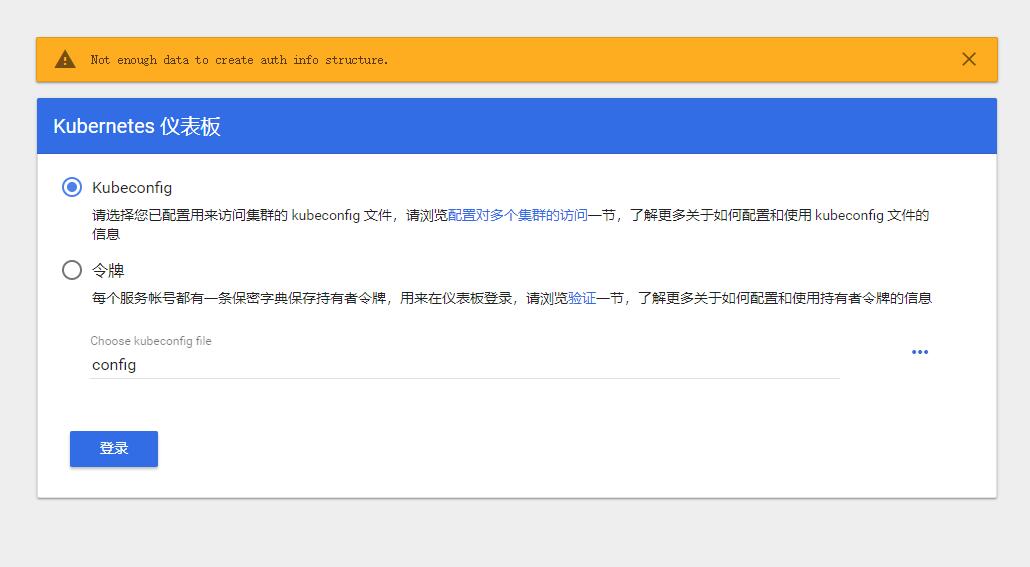 Not enough data to create auth info structure.
Kubernetes 仪表板
Kubeconfig
请选择您已配置用来访问集群的 kubeconfig 文件，请浏览配置对多个集群的访问一节，了解更多关于如何配置和使用 kubeconfig 文件的
信息
令牌
每个服务帐号都有一条保密字典保存持有者令牌，用来在仪表板登录，请浏览验证一节，了解更多关于如何配置和使用持有者令牌的信息
Choose kubeconfig file
config
登录